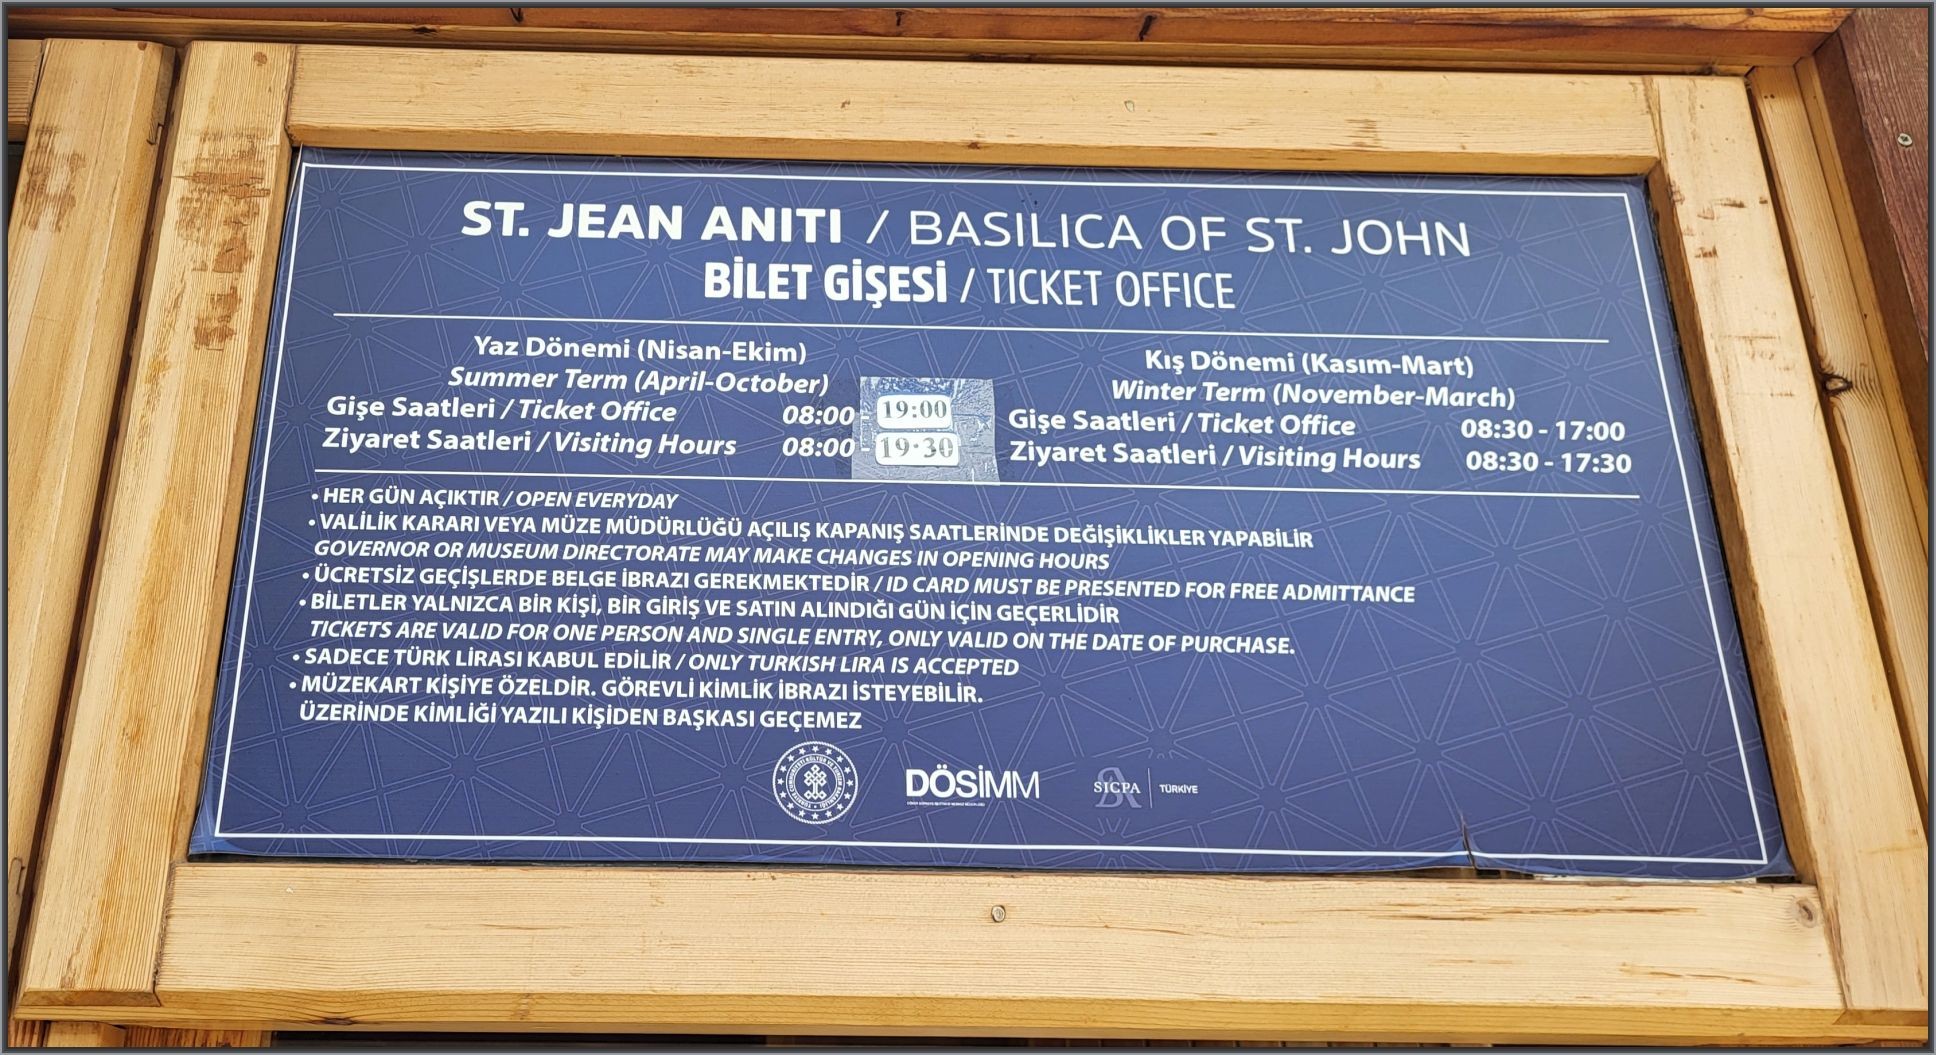 ST. JEAN ANITI / BASILICA OF ST. JOHN
BİLET GİŞESİ / TICKET OFFICE
Yaz Dönemi (Nisan-Ekim)
Summer Term (April-October)
Gişe Saatleri / Ticket Office 08:00 - 19:00
Ziyaret Saatleri / Visiting Hours 08:00 - 19:30
Kış Dönemi (Kasım-Mart)
Winter Term (November-March)
Gişe Saatleri / Ticket Office 08:30 - 17:00
Ziyaret Saatleri / Visiting Hours 08:30 - 17:30
• HER GÜN AÇIKTIR / OPEN EVERYDAY
• VALİLİK KARARI VEYA MÜZE MÜDÜRLÜĞÜ AÇILIŞ KAPANIŞ SAATLERİNDE DEĞİŞİKLİKLER YAPABİLİR
GOVERNOR OR MUSEUM DIRECTORATE MAY MAKE CHANGES IN OPENING HOURS
• ÜCRETSİZ GEÇİŞLERDE BELGE İBRAZI GEREKMEKTEDİR / ID CARD MUST BE PRESENTED FOR FREE ADMITTANCE
• BİLETLER YALNIZCA BİR KİŞİ, BİR GİRİŞ VE SATIN ALINDIĞI GÜN İÇİN GEÇERLİDİR
TICKETS ARE VALID FOR ONE PERSON AND SINGLE ENTRY, ONLY VALID ON THE DATE OF PURCHASE.
• SADECE TÜRK LİRASI KABUL EDİLİR / ONLY TURKISH LIRA IS ACCEPTED
• MÜZEKART KİŞİYE ÖZELDİR. GÖREVLİ KİMLİK İBRAZI İSTEYEBİLİR.
ÜZERİNDE KİMLİĞİ YAZILI KİŞİDEN BAŞKASI GEÇEMEZ
DÖSİMM
SICPA TÜRKİYE